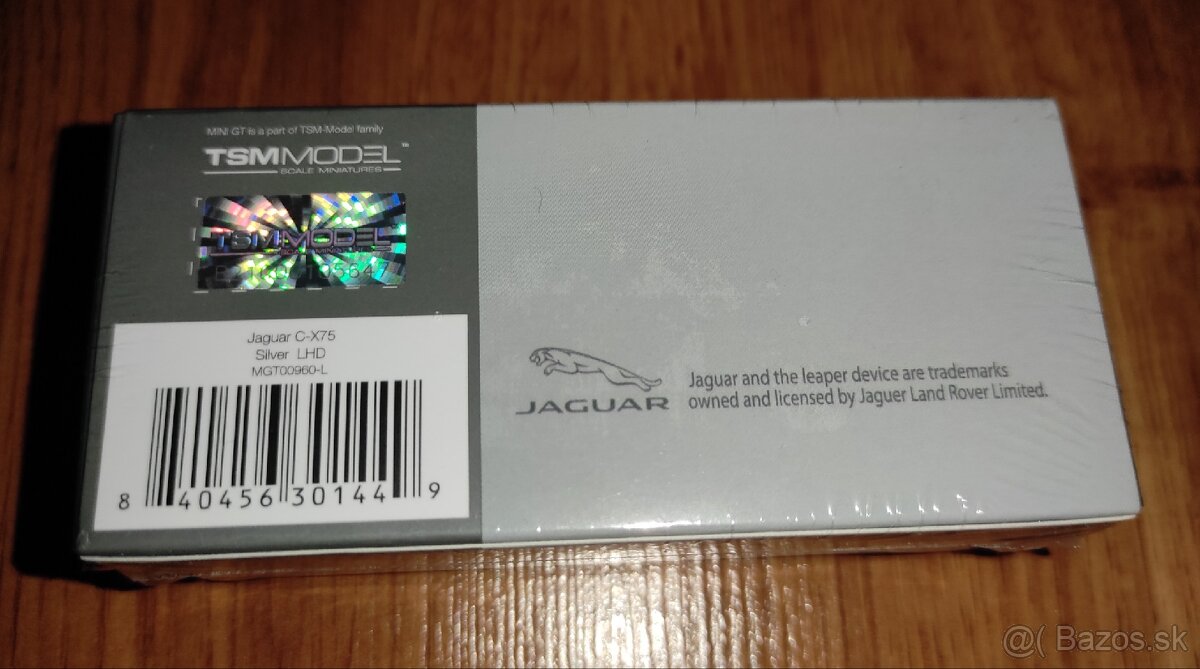 MINI GT is a part of TSM-Model family
TSMMODEL™
SCALE MINIATURES
TSMMODEL
Jaguar C-X75
Silver LHD
MGT00960-L
8 40456 30144 9
JAGUAR
Jaguar and the leaper device are trademarks
owned and licensed by Jaguer Land Rover Limited.
@( Bazos.sk